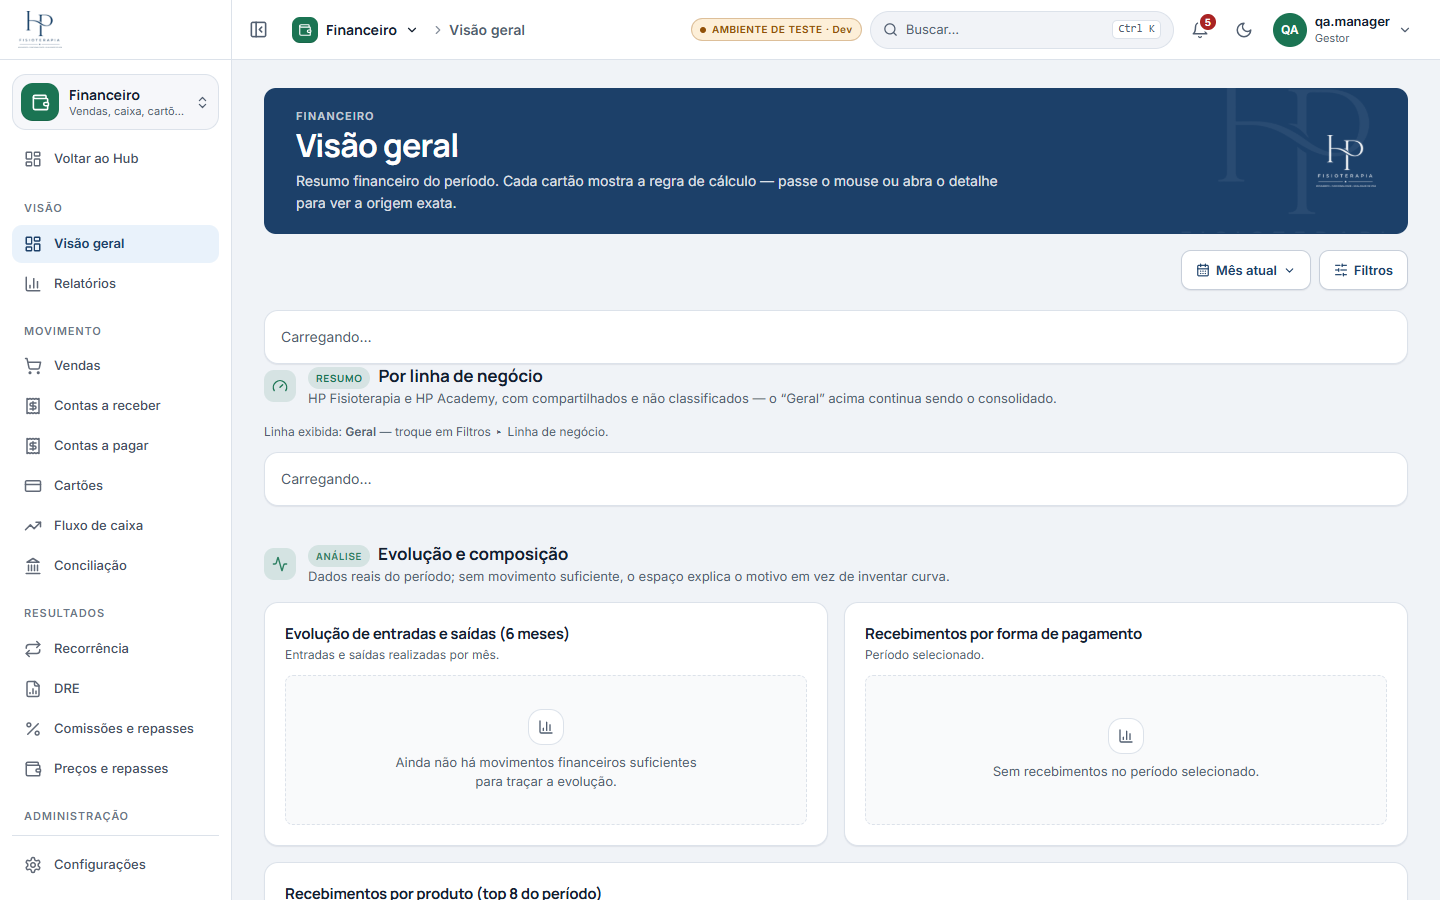 HP
FISIOTERAPIA
Financeiro
Visão geral
AMBIENTE DE TESTE · Dev
Buscar...
Ctrl K
5
QA
qa.manager
Gestor
Financeiro
Vendas, caixa, cartõ...
Voltar ao Hub
VISÃO
Visão geral
Relatórios
MOVIMENTO
Vendas
Contas a receber
Contas a pagar
Cartões
Fluxo de caixa
Conciliação
RESULTADOS
Recorrência
DRE
Comissões e repasses
Preços e repasses
ADMINISTRAÇÃO
Configurações
FINANCEIRO
Visão geral
Resumo financeiro do período. Cada cartão mostra a regra de cálculo — passe o mouse ou abra o detalhe
para ver a origem exata.
HP
FISIOTERAPIA
Mês atual
Filtros
Carregando...
RESUMO Por linha de negócio
HP Fisioterapia e HP Academy, com compartilhados e não classificados — o “Geral” acima continua sendo o consolidado.
Linha exibida: Geral — troque em Filtros ‣ Linha de negócio.
Carregando...
ANÁLISE Evolução e composição
Dados reais do período; sem movimento suficiente, o espaço explica o motivo em vez de inventar curva.
Evolução de entradas e saídas (6 meses)
Entradas e saídas realizadas por mês.
Ainda não há movimentos financeiros suficientes
para traçar a evolução.
Recebimentos por forma de pagamento
Período selecionado.
Sem recebimentos no período selecionado.
Recebimentos por produto (top 8 do período)